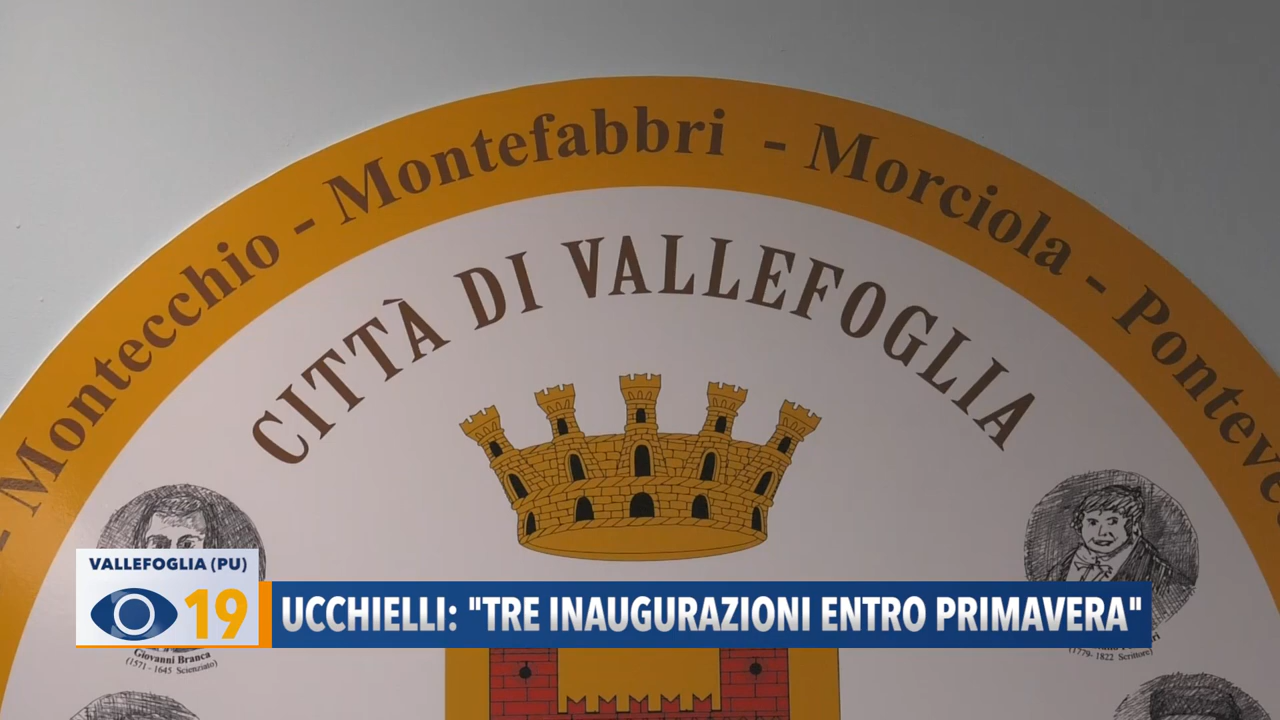 - Montecchio - Montefabbri - Morciola -
CITTÀ DI VALLEFOGLIA
VALLEFOGLIA (PU)
19
UCCHIELLI: "TRE INAUGURAZIONI ENTRO PRIMAVERA"
Giovanni Branca
(1571 - 1645 Scienziato)
(1779- 1822 Scrittore)